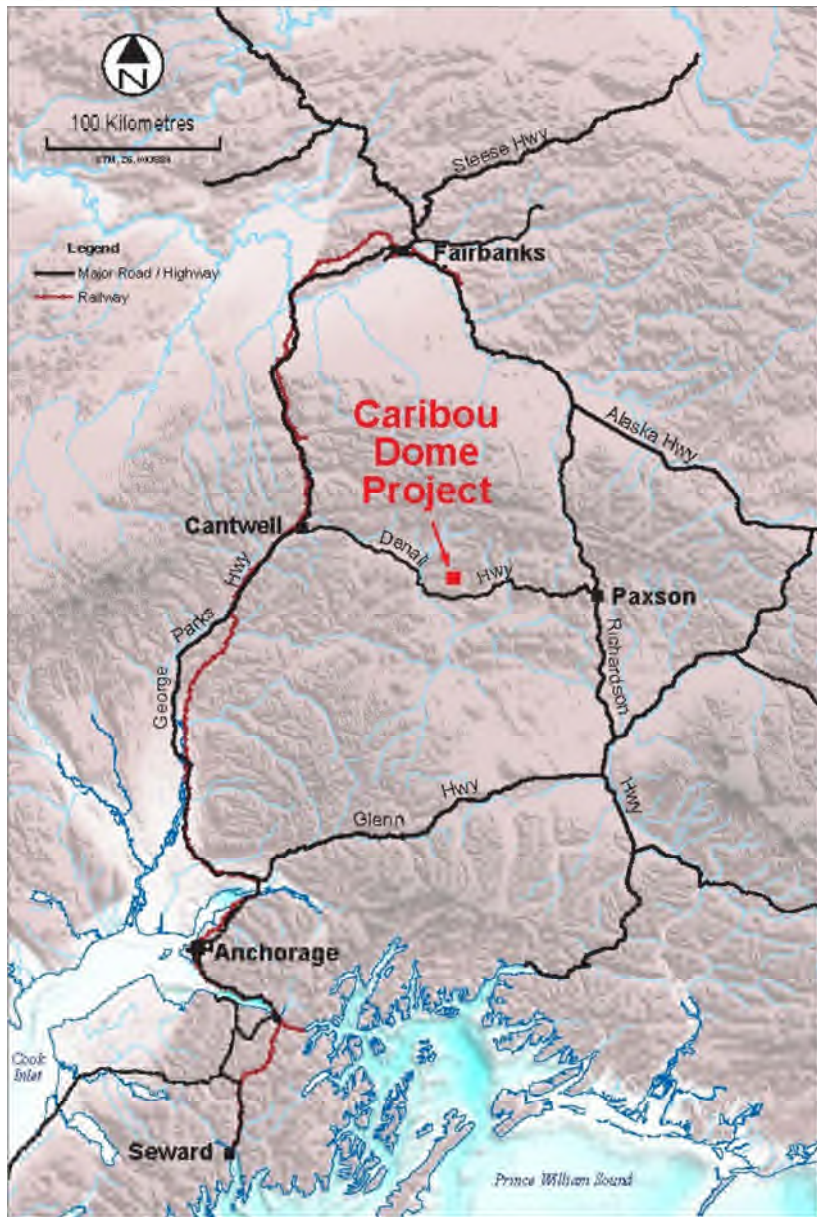 N
100 Kilometres
Steese Hwy
Legend
Major Road / Highway
Railway
Fairbanks
Caribou
Dome
Project
Alaska Hwy
Cantwell
Denali
Hwy
Paxson
George
Parks
Hwy
Richardson
Hwy
Glenn
Hwy
Anchorage
Cook
Inlet
Seward
Prince William Sound